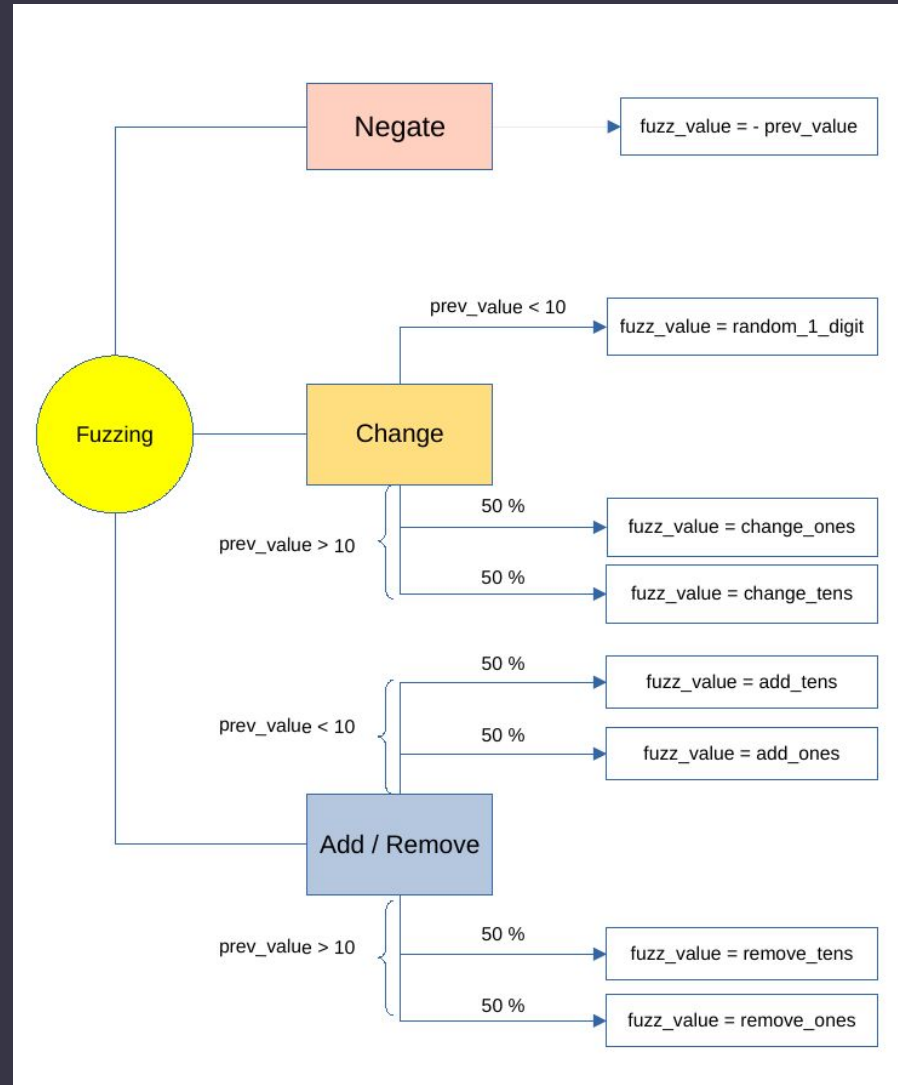 Negate
fuzz_value = - prev_value
prev_value < 10
fuzz_value = random_1_digit
Fuzzing
Change
50 %
fuzz_value = change_ones
prev_value > 10
50 %
fuzz_value = change_tens
50 %
fuzz_value = add_tens
prev_value < 10
50 %
fuzz_value = add_ones
Add / Remove
prev_value > 10
50 %
fuzz_value = remove_tens
50 %
fuzz_value = remove_ones